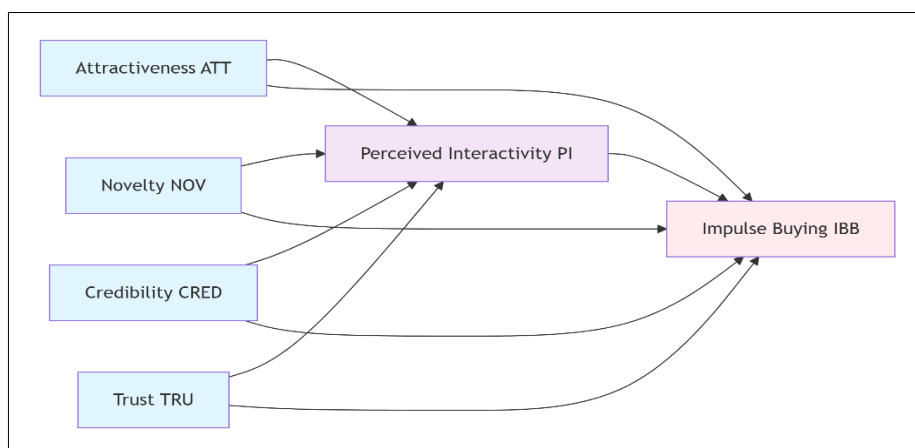 Attractiveness ATT
Perceived Interactivity PI
Novelty NOV
Impulse Buying IBB
Credibility CRED
Trust TRU